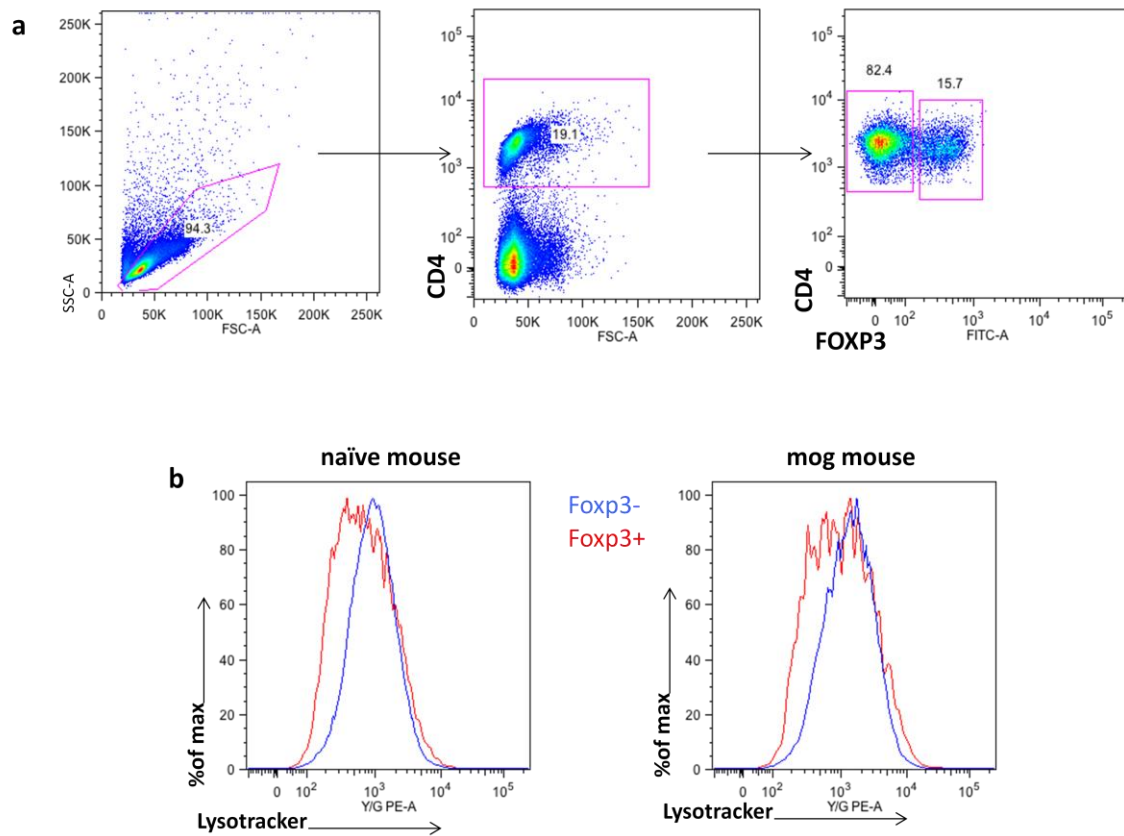 a
250K
200K
150K
100K
50K
0
SSC-A
94.3
0 50K 100K 150K 200K 250K
FSC-A
10^5
10^4
10^3
10^2
0
CD4
19.1
0 50K 100K 150K 200K 250K
FSC-A
10^5
10^4
10^3
10^2
0
CD4
82.4
15.7
0 10^2 10^3 10^4 10^5
FOXP3
FITC-A
b
naïve mouse
100
80
60
40
20
0
%of max
0 10^2 10^3 10^4 10^5
Y/G PE-A
Lysotracker
Foxp3-
Foxp3+
mog mouse
100
80
60
40
20
0
%of max
0 10^2 10^3 10^4 10^5
Y/G PE-A
Lysotracker